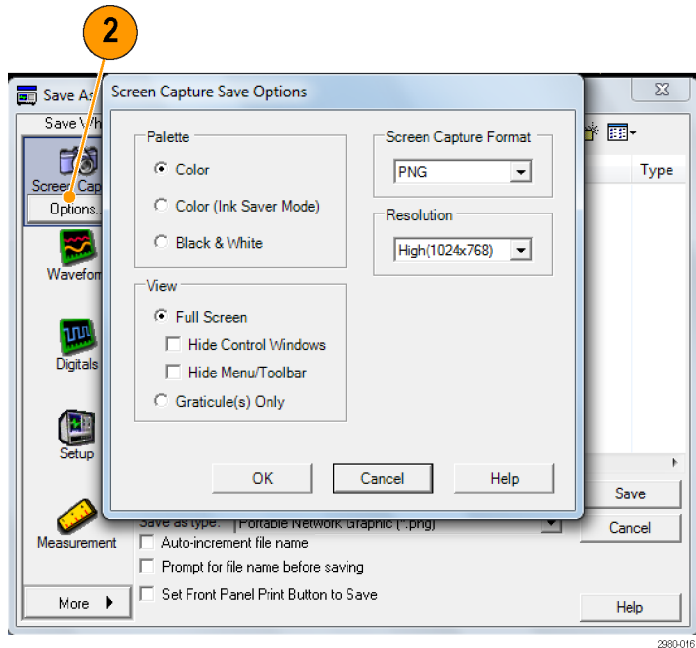 2
Save As
Screen Capture Save Options
Save Wh
Type
Screen Cap
Options..
Wavefor
Digitals
Setup
Measurement
More
Palette
Color
Color (Ink Saver Mode)
Black & White
View
Full Screen
Hide Control Windows
Hide Menu/Toolbar
Graticule(s) Only
Screen Capture Format
PNG
Resolution
High(1024x768)
OK
Cancel
Help
Save as type: Portable Network Graphic (*.png)
Auto-increment file name
Prompt for file name before saving
Set Front Panel Print Button to Save
Save
Cancel
Help
2980-016